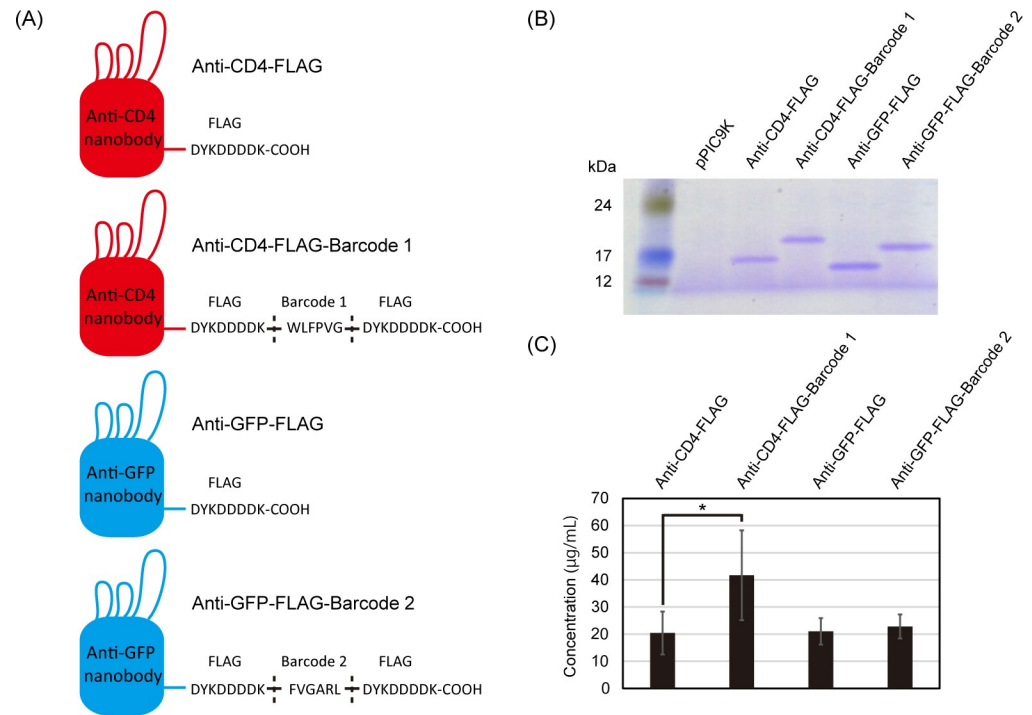 (A)
Anti-CD4
nanobody
Anti-CD4-FLAG
FLAG
DYKDDDDK-COOH
Anti-CD4
nanobody
Anti-CD4-FLAG-Barcode 1
FLAG Barcode 1 FLAG
DYKDDDDK WLFPVG DYKDDDDK-COOH
Anti-GFP
nanobody
Anti-GFP-FLAG
FLAG
DYKDDDDK-COOH
Anti-GFP
nanobody
Anti-GFP-FLAG-Barcode 2
FLAG Barcode 2 FLAG
DYKDDDDK FVGARL DYKDDDDK-COOH
(B)
pPIC9K
Anti-CD4-FLAG
Anti-CD4-FLAG-Barcode 1
Anti-GFP-FLAG
Anti-GFP-FLAG-Barcode 2
kDa
24
17
12
(C)
Anti-CD4-FLAG
Anti-CD4-FLAG-Barcode 1
Anti-GFP-FLAG
Anti-GFP-FLAG-Barcode 2
Concentration (μg/mL)
70
60
50
40
30
20
10
0
*